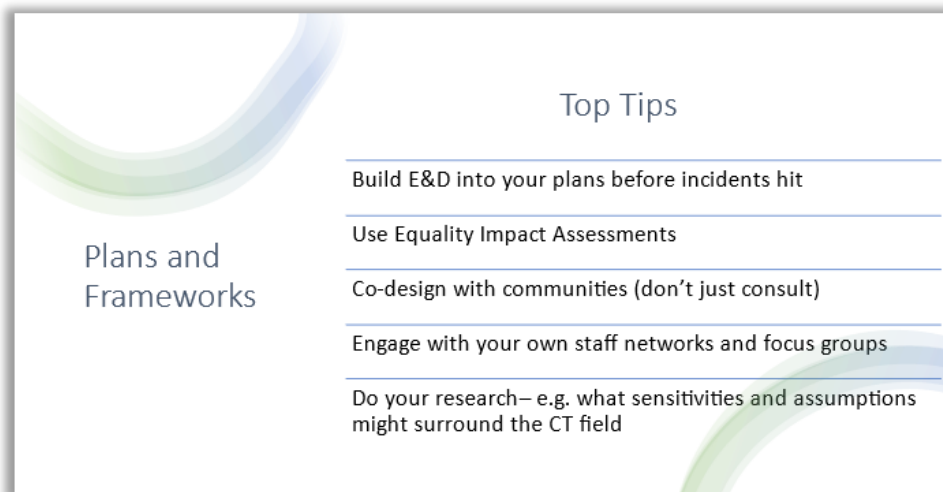 Top Tips
Build E&D into your plans before incidents hit
Use Equality Impact Assessments
Plans and
Frameworks
Co-design with communities (don't just consult)
Engage with your own staff networks and focus groups
Do your research– e.g. what sensitivities and assumptions
might surround the CT field